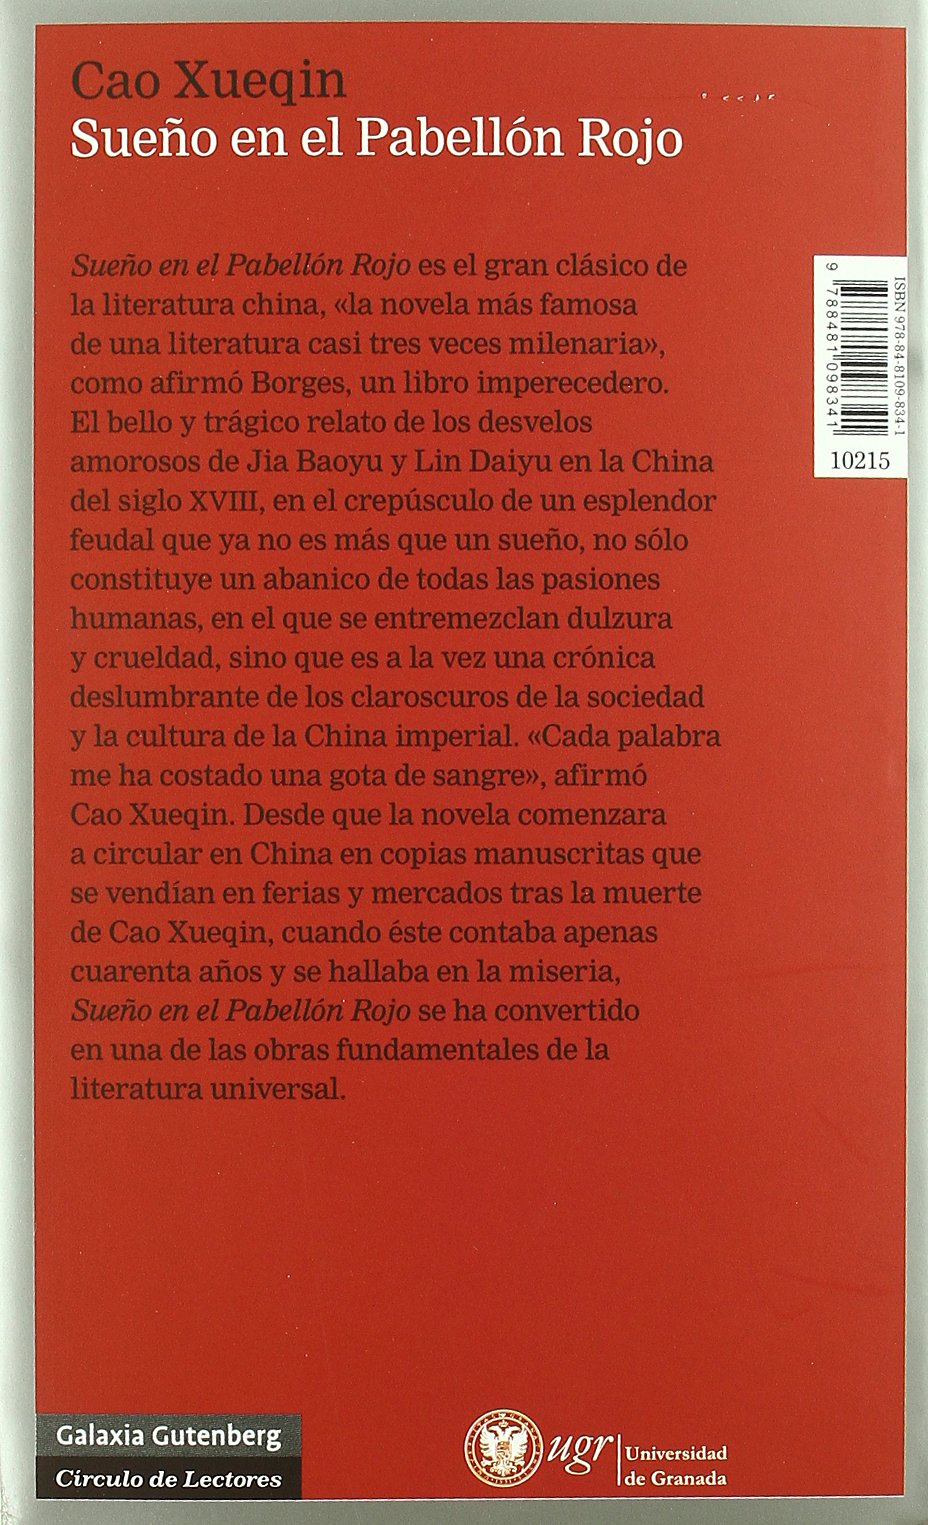 Cao Xueqin
Sueño en el Pabellón Rojo
Sueño en el Pabellón Rojo es el gran clásico de
la literatura china, «la novela más famosa
de una literatura casi tres veces milenaria»,
como afirmó Borges, un libro imperecedero.
El bello y trágico relato de los desvelos
amorosos de Jia Baoyu y Lin Daiyu en la China
del siglo XVIII, en el crepúsculo de un esplendor
feudal que ya no es más que un sueño, no sólo
constituye un abanico de todas las pasiones
humanas, en el que se entremezclan dulzura
y crueldad, sino que es a la vez una crónica
deslumbrante de los claroscuros de la sociedad
y la cultura de la China imperial. «Cada palabra
me ha costado una gota de sangre», afirmó
Cao Xueqin. Desde que la novela comenzara
a circular en China en copias manuscritas que
se vendían en ferias y mercados tras la muerte
de Cao Xueqin, cuando éste contaba apenas
cuarenta años y se hallaba en la miseria,
Sueño en el Pabellón Rojo se ha convertido
en una de las obras fundamentales de la
literatura universal.
ISBN 978-84-8109-834-1
9 788481 098341
10215
Galaxia Gutenberg
Círculo de Lectores
ugr
Universidad
de Granada